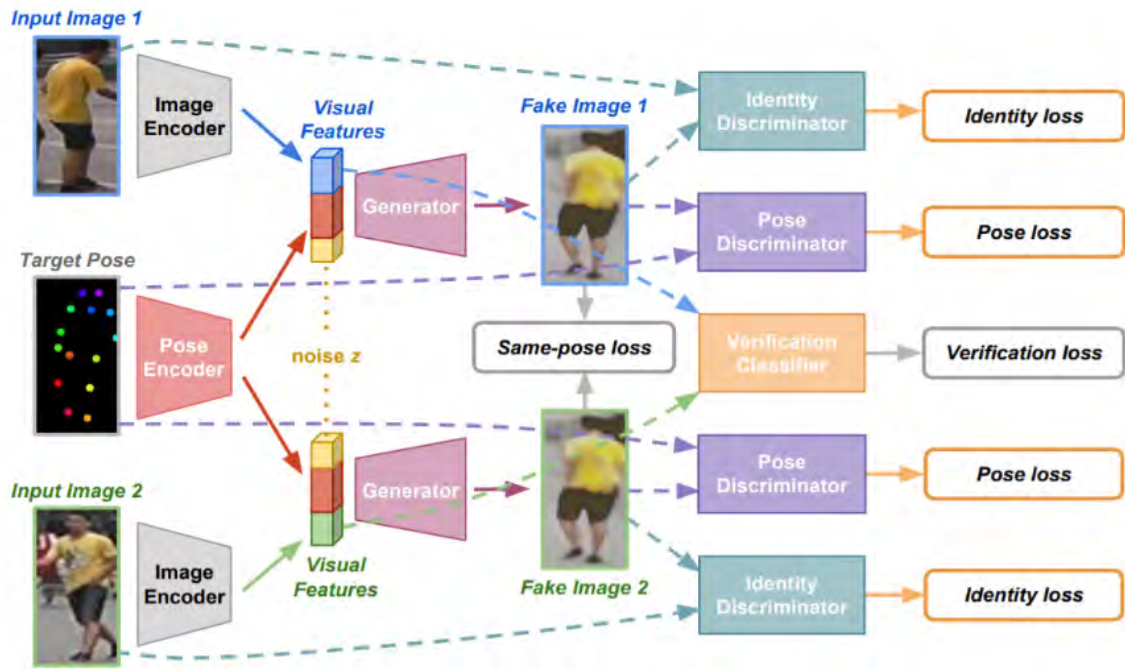 Input Image 1
Image
Encoder
Visual
Features
Generator
Fake Image 1
Identity
Discriminator
Identity loss
Pose
Discriminator
Pose loss
Target Pose
Pose
Encoder
noise z
Same-pose loss
Verification
Classifier
Verification loss
Input Image 2
Image
Encoder
Visual
Features
Generator
Fake Image 2
Pose
Discriminator
Pose loss
Identity
Discriminator
Identity loss